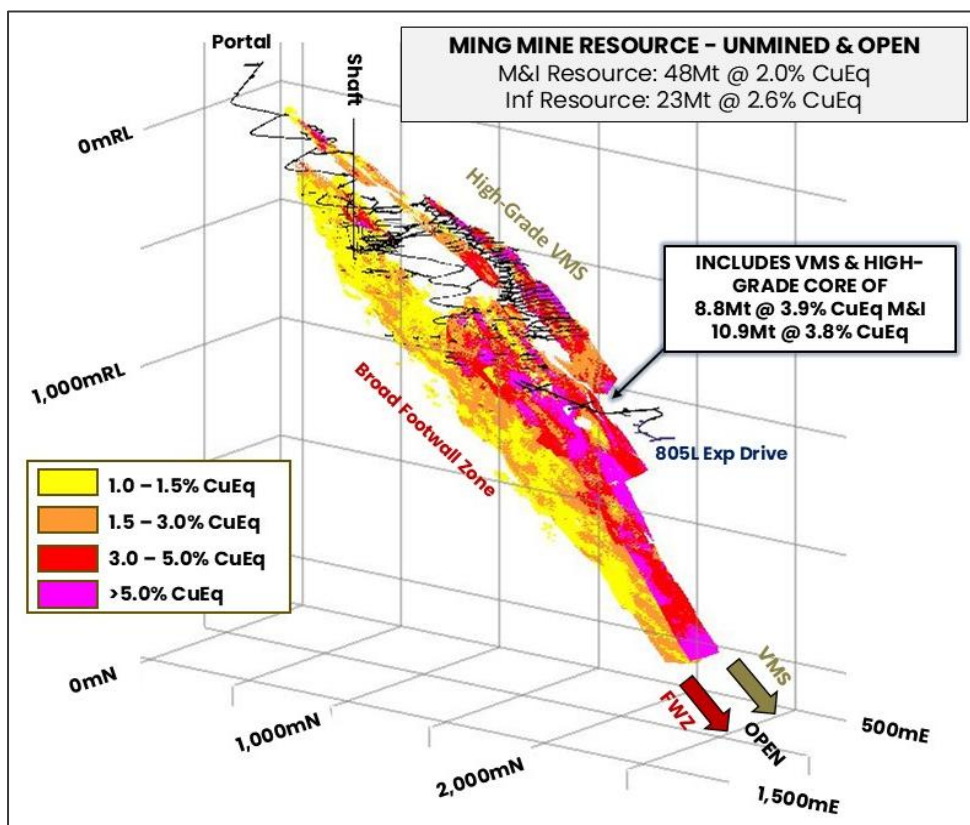 MING MINE RESOURCE - UNMINED & OPEN
M&I Resource: 48Mt @ 2.0% CuEq
Inf Resource: 23Mt @ 2.6% CuEq
Portal
Shaft
0mRL
High-Grade VMS
INCLUDES VMS & HIGH-
GRADE CORE OF
8.8Mt @ 3.9% CuEq M&I
10.9Mt @ 3.8% CuEq
1,000mRL
Broad Footwall Zone
805L Exp Drive
1.0 – 1.5% CuEq
1.5 – 3.0% CuEq
3.0 – 5.0% CuEq
>5.0% CuEq
0mN
1,000mN
2,000mN
FWZ
VMS
OPEN
500mE
1,500mE